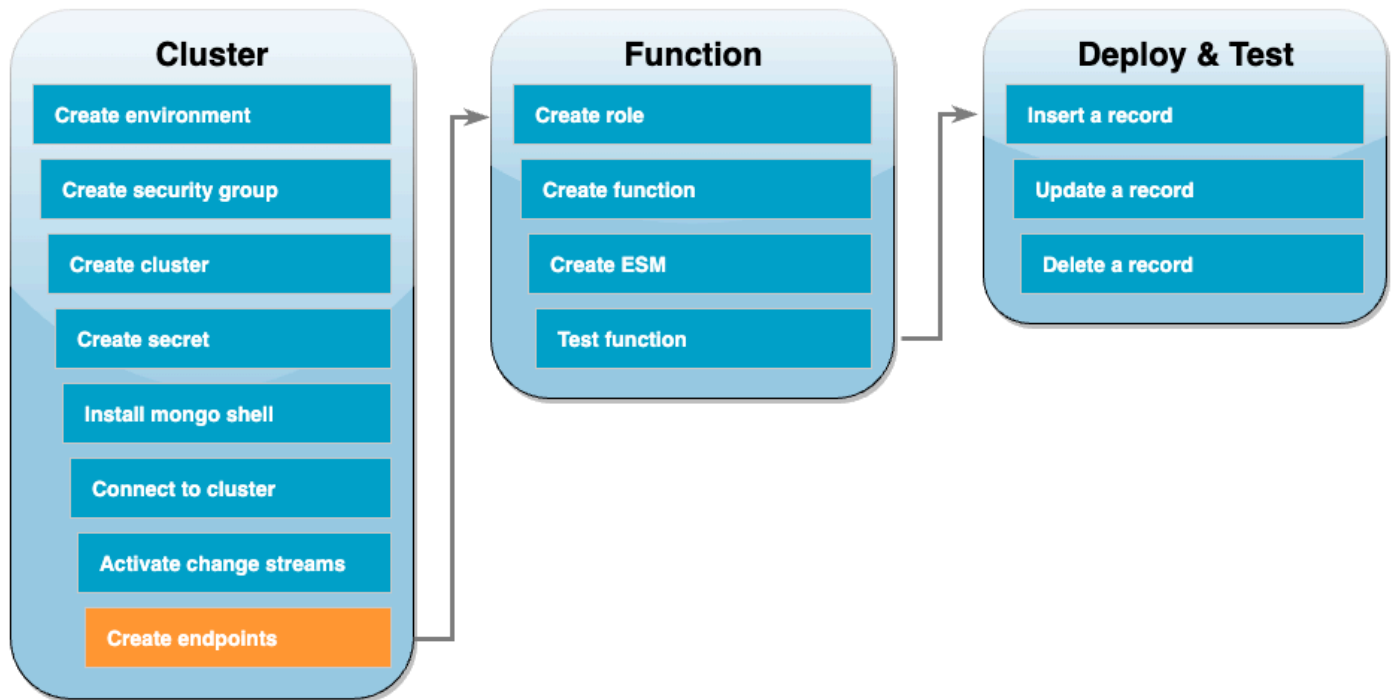 Cluster
Create environment
Create security group
Create cluster
Create secret
Install mongo shell
Connect to cluster
Activate change streams
Create endpoints
Function
Create role
Create function
Create ESM
Test function
Deploy & Test
Insert a record
Update a record
Delete a record